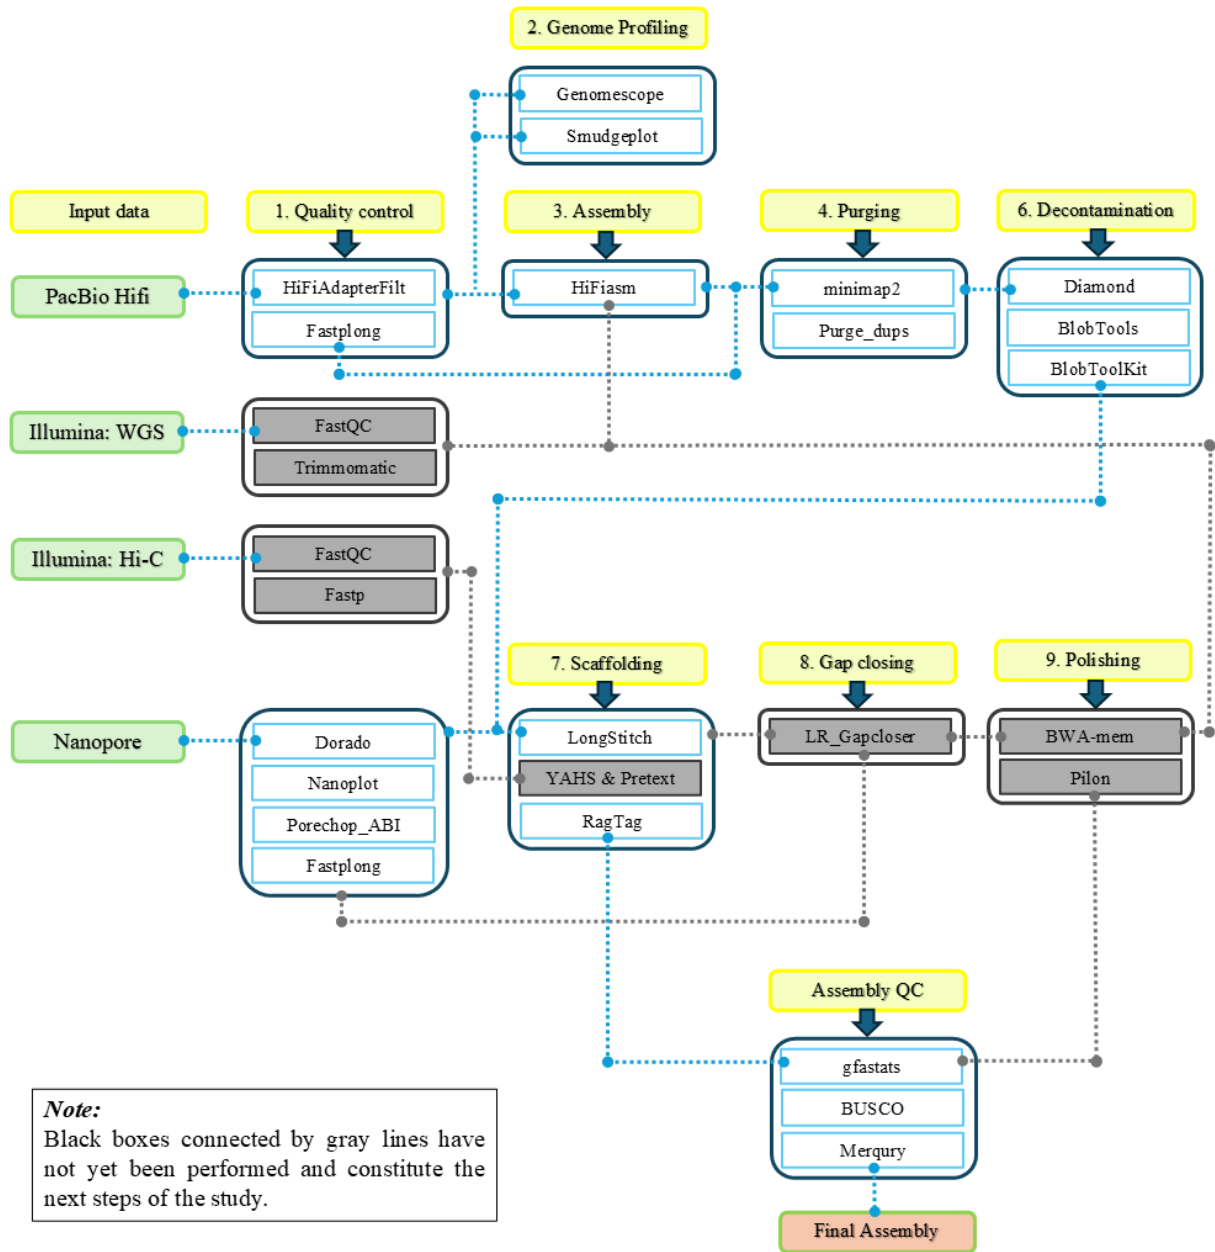 2. Genome Profiling
Genomescope
Smudgeplot
Input data
1. Quality control
3. Assembly
4. Purging
6. Decontamination
PacBio Hifi
HiFiAdapterFilt
Fastplong
HiFiasm
minimap2
Purge_dups
Diamond
BlobTools
BlobToolKit
Illumina: WGS
FastQC
Trimmomatic
Illumina: Hi-C
FastQC
Fastp
7. Scaffolding
8. Gap closing
9. Polishing
Nanopore
Dorado
Nanoplot
Porechop_ABI
Fastplong
LongStitch
YAHS & Pretext
RagTag
LR_Gapcloser
BWA-mem
Pilon
Assembly QC
gfastats
BUSCO
Merqury
Final Assembly
Note:
Black boxes connected by gray lines have
not yet been performed and constitute the
next steps of the study.